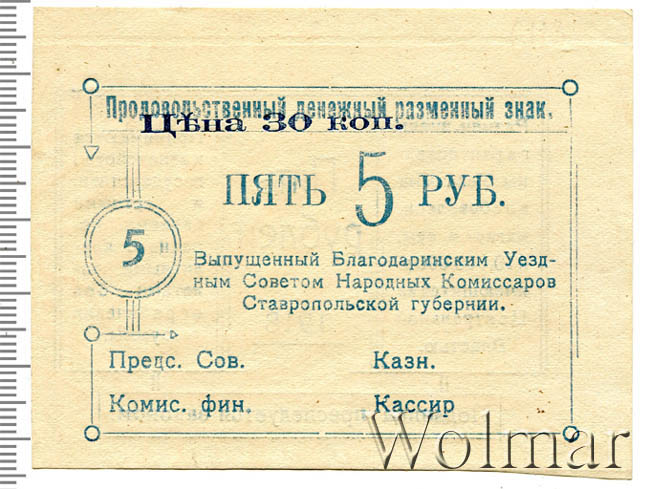 Продовольственный денежный разменный знак.
Цѣна 30 коп.
ПЯТЬ 5 РУБ.
5
Выпущенный Благодаринским Уезд-
ным Советом Народных Комиссаров
Ставропольской губернии.
Предс. Сов. Казн.
Комис. фин. Кассир
Wolmar